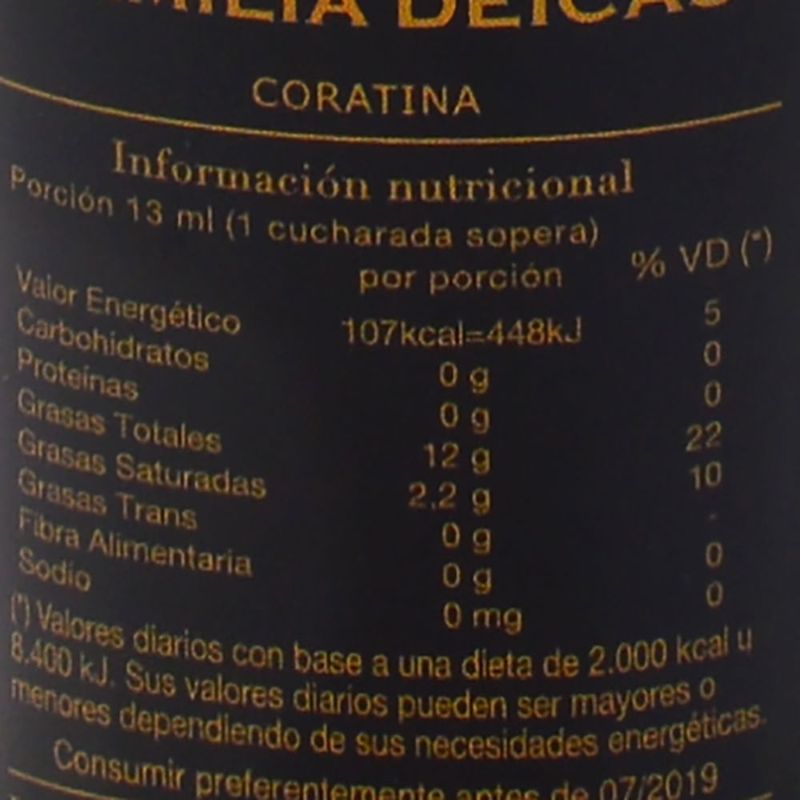 DEICAS
CORATINA
Información nutricional
Porción 13 ml (1 cucharada sopera)
por porción % VD (*)
Valor Energético 107kcal=448kJ 5
Carbohidratos 0 g 0
Proteínas 0 g 0
Grasas Totales 12 g 22
Grasas Saturadas 2.2 g 10
Grasas Trans 0 g -
Fibra Alimentaria 0 g 0
Sodio 0 mg 0
(*) Valores diarios con base a una dieta de 2.000 kcal u
8.400 kJ. Sus valores diarios pueden ser mayores o
menores dependiendo de sus necesidades energéticas.
Consumir preferentemente antes de 07/2019